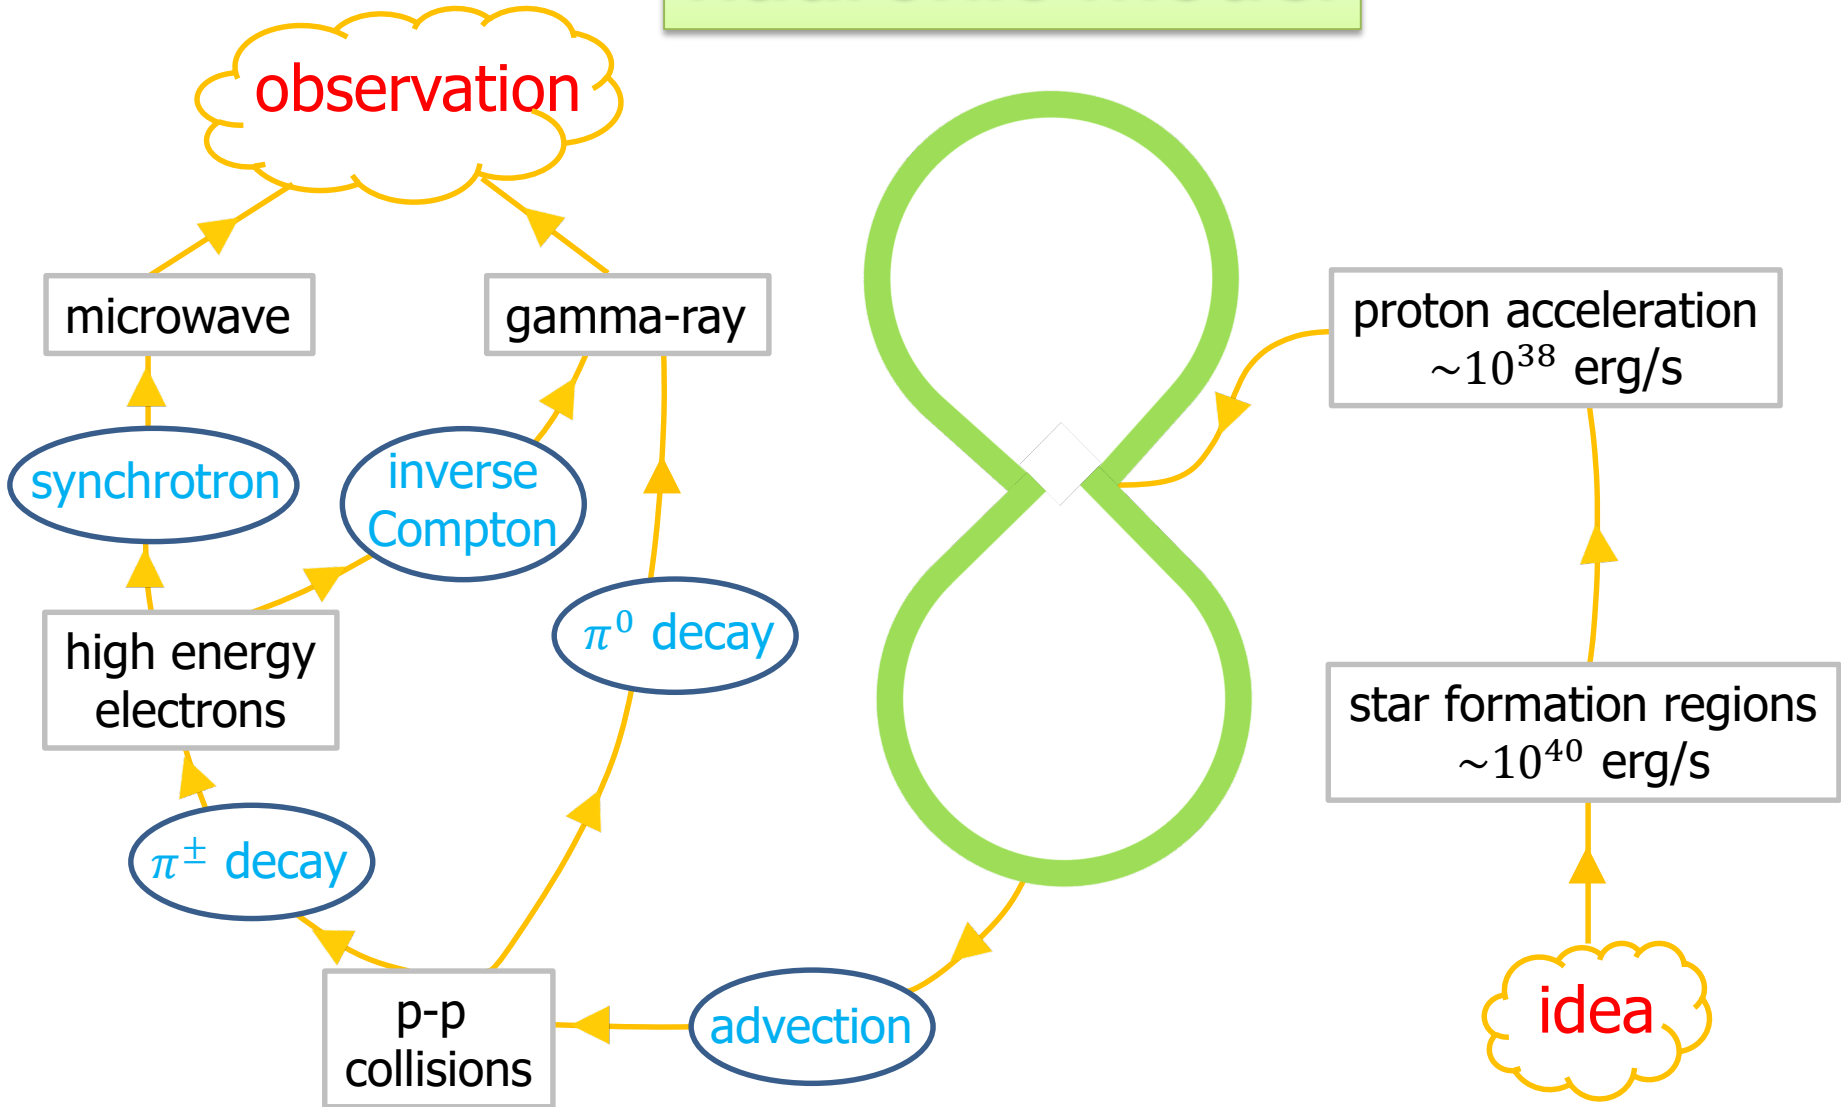 observation
microwave
gamma-ray
proton acceleration
~10³⁸ erg/s
synchrotron
inverse
Compton
π⁰ decay
high energy
electrons
star formation regions
~10⁴⁰ erg/s
π± decay
p-p
collisions
advection
idea